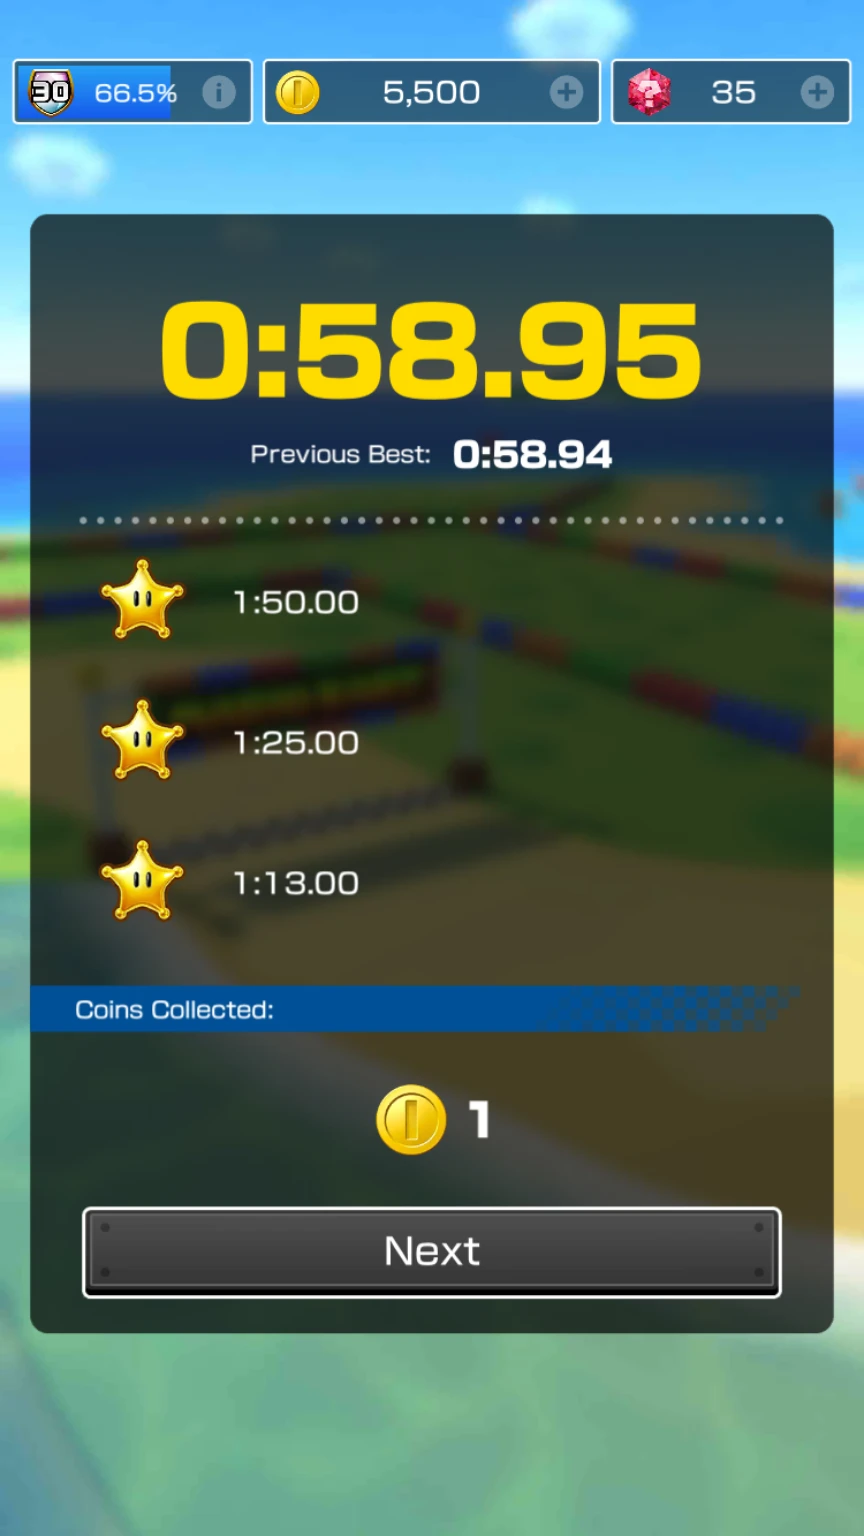 30 66.5% i 5,500 + ? 35 +
0:58.95
Previous Best: 0:58.94
1:50.00
1:25.00
1:13.00
Coins Collected:
1
Next